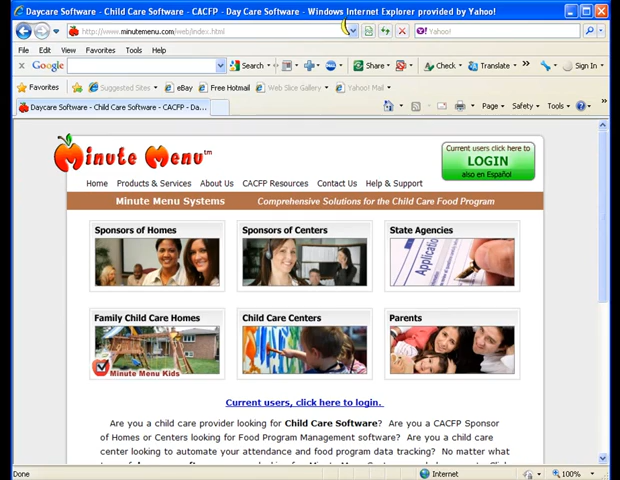 Daycare Software - Child Care Software - CACFP - Day Care Software - Windows Internet Explorer provided by Yahoo!
http://www.minutemenu.com/web/index.html
Yahoo!
File Edit View Favorites Tools Help
x Google Search Share Check Translate Sign In
Favorites Suggested Sites eBay Free Hotmail Web Slice Gallery Yahoo! Mail
Daycare Software - Child Care Software - CACFP - Da...
Page Safety Tools
Minute Menu™
Current users click here to
LOGIN
also en Español
Home Products & Services About Us CACFP Resources Contact Us Help & Support
Minute Menu Systems Comprehensive Solutions for the Child Care Food Program
Sponsors of Homes Sponsors of Centers State Agencies
Application
Family Child Care Homes Child Care Centers Parents
Minute Menu Kids
Current users, click here to login.
Are you a child care provider looking for Child Care Software? Are you a CACFP Sponsor
of Homes or Centers looking for Food Program Management software? Are you a child care
center looking to automate your attendance and food program data tracking? No matter what
Done Internet 100%